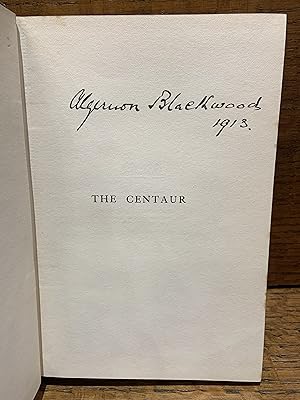 Algernon Blackwood
1913.
THE CENTAUR